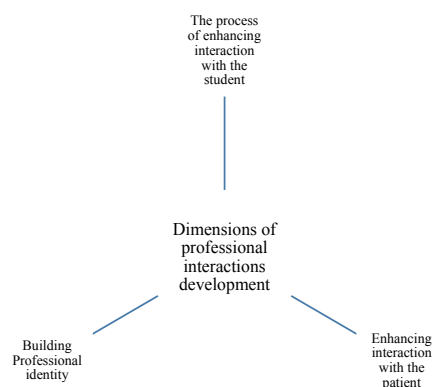 The process
of enhancing
interaction
with the
student
Dimensions of
professional
interactions
development
Building
Professional
identity
Enhancing
interaction
with the
patient